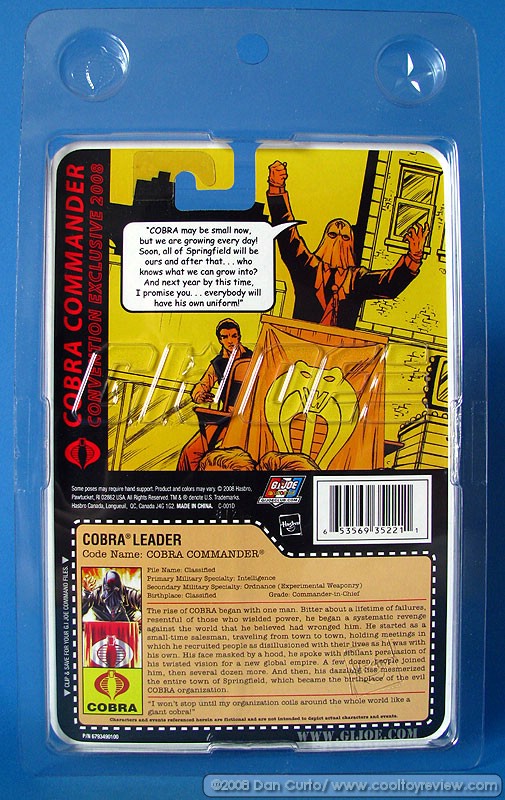 COBRA COMMANDER
CONVENTION EXCLUSIVE 2008
"COBRA may be small now,
but we are growing every day!
Soon, all of Springfield will be
ours and after that. . . who
knows what we can grow into?
And next year by this time,
I promise you. . . everybody will
have his own uniform!"
Some poses may require hand support. Product and colors may vary. © 2008 Hasbro,
Pawtucket, RI 02862 USA. All Rights Reserved TM & ® denote U.S. Trademarks.
Hasbro Canada, Longueuil, QC, Canada J4G 1G2. MADE IN CHINA. C-001D
G.I. JOE
Hasbro
6 53569 35221 1
COBRA® LEADER
Code Name: COBRA COMMANDER®
File Name: Classified
Primary Military Specialty: Intelligence
Secondary Military Specialty: Ordnance (Experimental Weaponry)
Birthplace: Classified Grade: Commander-in-Chief
The rise of COBRA began with one man. Bitter about a lifetime of failures,
resentful of those who wielded power, he began a systematic revenge
against the world that he believed had wronged him. He started as a
small-time salesman, traveling from town to town, holding meetings in
which he recruited people as disillusioned with their lives as he was with
his own. His face masked by a hood, he spoke with sibilant persuasion of
his twisted vision for a new global empire. A few dozen people joined
him, then several dozen more. And then, his dazzling lies mesmerized
the entire town of Springfield, which became the birthplace of the evil
COBRA organization.
"I won't stop until my organization coils around the whole world like a
giant cobra!"
Characters and events referenced herein are fictional and are not intended to depict actual characters and events.
COBRA
CLIP & SAVE FOR YOUR G.I. JOE COMMAND FILES.
P/N 6793490100
WWW.GIJOE.COM
©2008 Dan Curto/ www.cooltoyreview.com